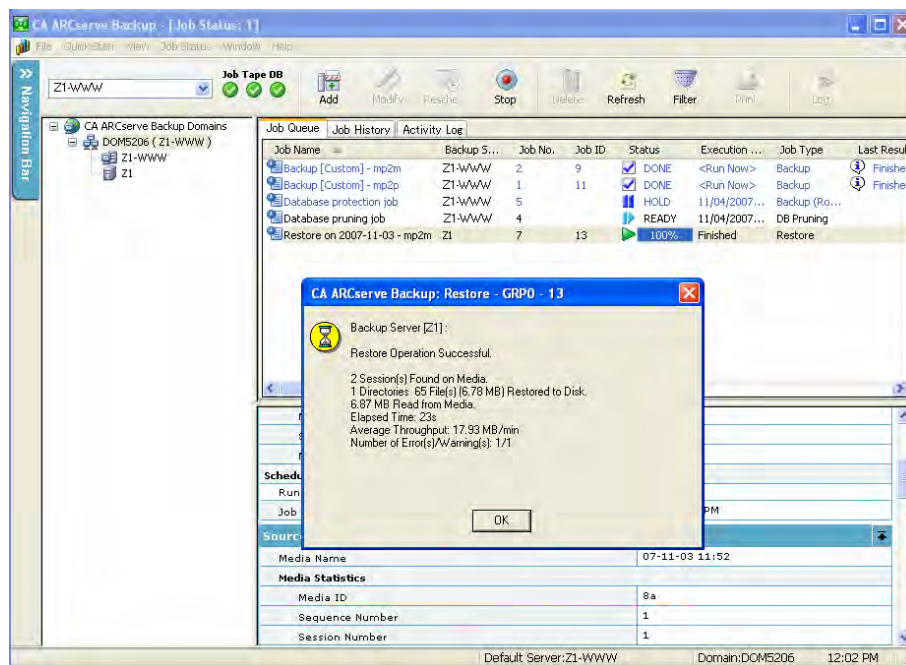 CA ARCserve Backup - [Job Status: 1]
File QuickStart View Job Status Window Help
Navigation Bar
Z1-WWW
Job Tape DB
Add Modify Resche Stop Delete Refresh Filter Print Log
CA ARCserve Backup Domains
DOM5206 ( Z1-WWW )
Z1-WWW
Z1
Job Queue Job History Activity Log
Job Name Backup S... Job No. Job ID Status Execution ... Job Type Last Resul
Backup [Custom] - mp2m Z1-WWW 2 9 DONE <Run Now> Backup Finishe
Backup [Custom] - mp2p Z1-WWW 1 11 DONE <Run Now> Backup Finishe
Database protection job Z1-WWW 5 HOLD 11/04/2007... Backup (Ro...
Database pruning job Z1-WWW 4 READY 11/04/2007... DB Pruning
Restore on 2007-11-03 - mp2m Z1 7 13 100% Finished Restore
CA ARCserve Backup: Restore - GRP0 - 13
Backup Server [Z1] :
Restore Operation Successful.
2 Session(s) Found on Media.
1 Directories 65 File(s) (6.78 MB) Restored to Disk.
6.87 MB Read from Media.
Elapsed Time: 23s
Average Throughput: 17.93 MB/min
Number of Error(s)/Warning(s): 1/1
OK
Schedu
Run
Job PM
Sourc
Media Name 07-11-03 11:52
Media Statistics
Media ID 8a
Sequence Number 1
Session Number 1
Default Server:Z1-WWW Domain:DOM5206 12:02 PM